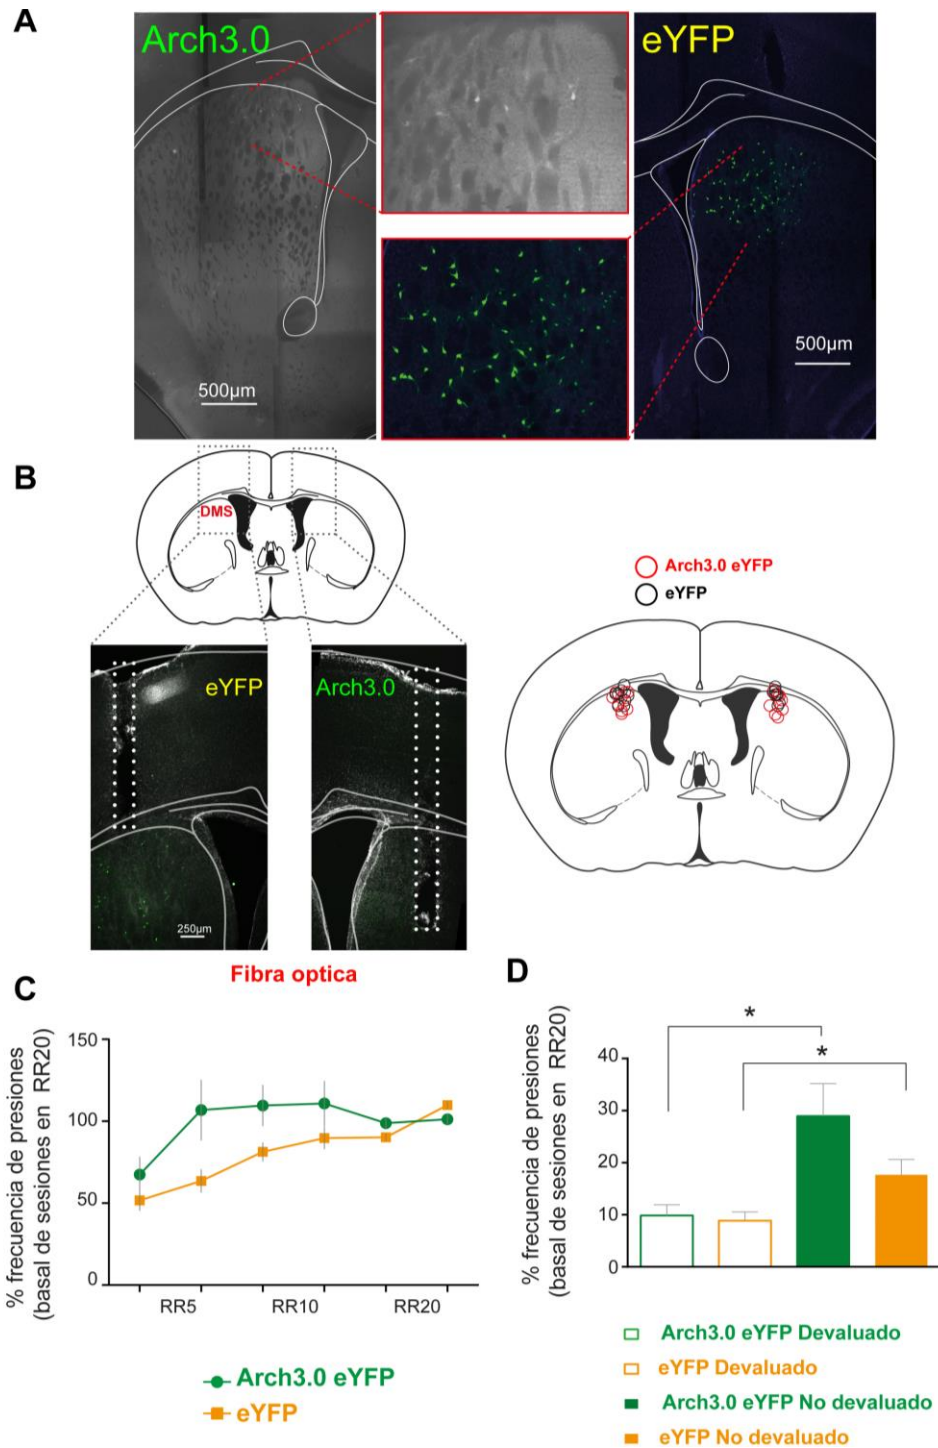 A
Arch3.0
eYFP
500µm
500µm
B
DMS
eYFP
Arch3.0
250µm
Fibra optica
Arch3.0 eYFP
eYFP
C
% frecuencia de presiones
(basal de sesiones en RR20)
150
100
50
0
RR5
RR10
RR20
Arch3.0 eYFP
eYFP
D
% frecuencia de presiones
(basal de sesiones en RR20)
40
30
20
10
0
*
*
Arch3.0 eYFP Devaluado
eYFP Devaluado
Arch3.0 eYFP No devaluado
eYFP No devaluado